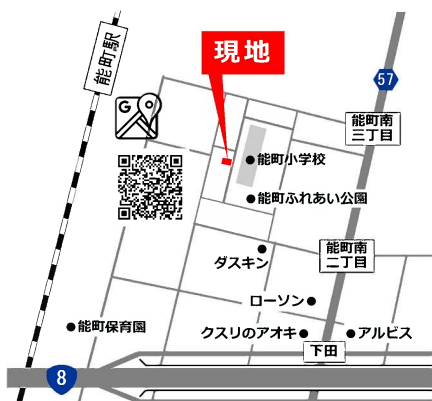 能町駅
現地
57
能町南
三丁目
G
能町小学校
能町ふれあい公園
ダスキン
能町南
二丁目
ローソン
能町保育園
クスリのアオキ
アルビス
下田
8